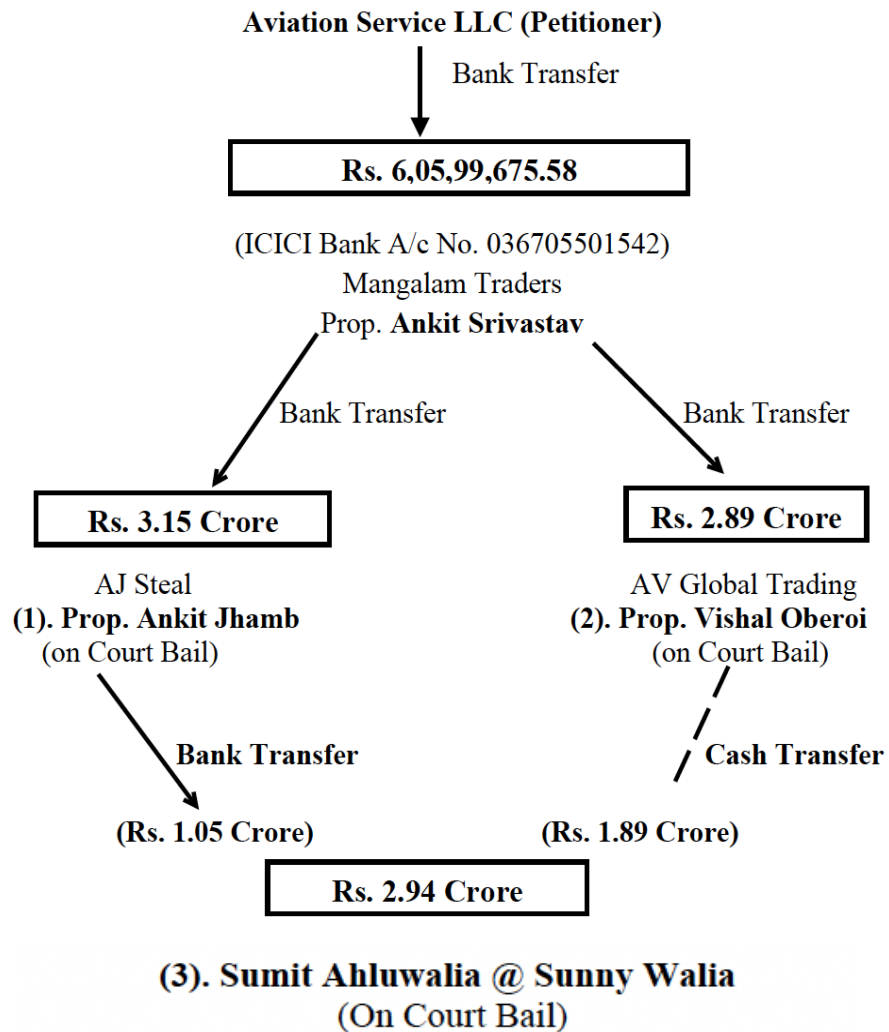 Aviation Service LLC (Petitioner)
Bank Transfer
Rs. 6,05,99,675.58
(ICICI Bank A/c No. 036705501542)
Mangalam Traders
Prop. Ankit Srivastav
Bank Transfer
Bank Transfer
Rs. 3.15 Crore
Rs. 2.89 Crore
AJ Steal
(1). Prop. Ankit Jhamb
(on Court Bail)
AV Global Trading
(2). Prop. Vishal Oberoi
(on Court Bail)
Bank Transfer
Cash Transfer
(Rs. 1.05 Crore)
(Rs. 1.89 Crore)
Rs. 2.94 Crore
(3). Sumit Ahluwalia @ Sunny Walia
(On Court Bail)